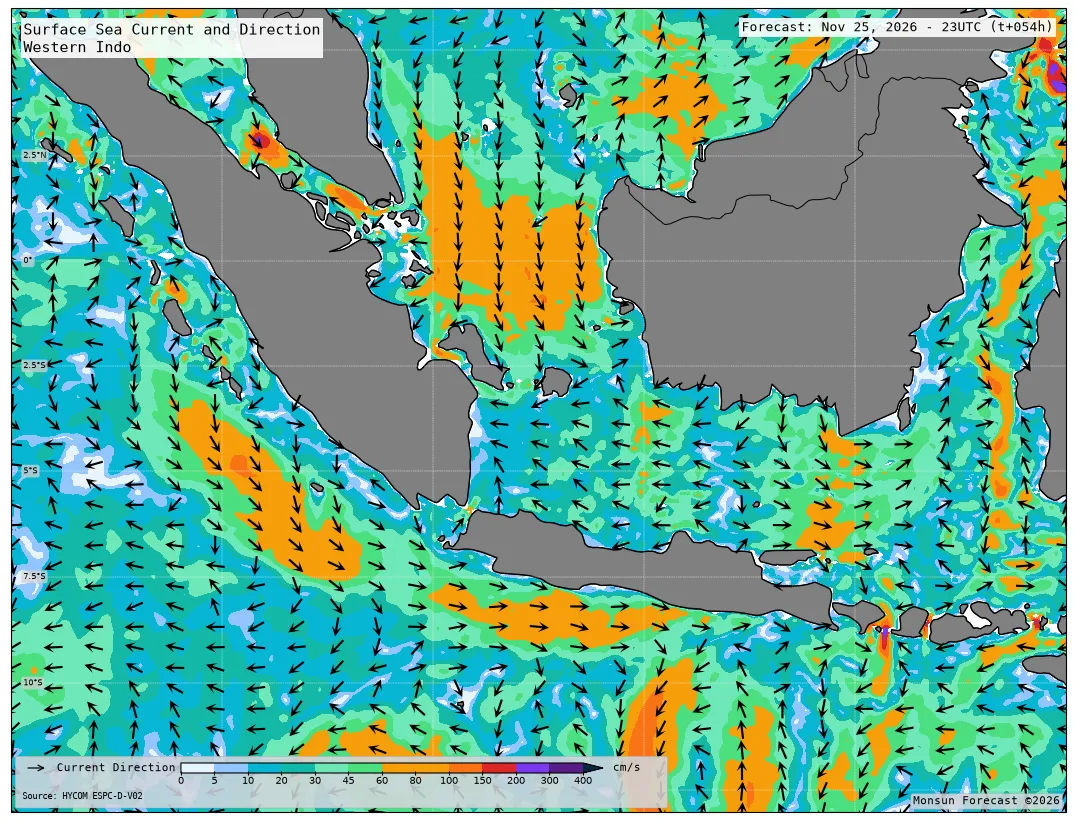 Surface Sea Current and Direction
Western Indo
Forecast: Nov 25, 2026 - 23UTC (t+054h)
2.5°N
0°
2.5°S
5°S
7.5°S
10°S
Current Direction
0 5 10 20 30 45 60 80 100 150 200 300 400 cm/s
Source: HYCOM ESPC-D-V02
Monsun Forecast ©2026